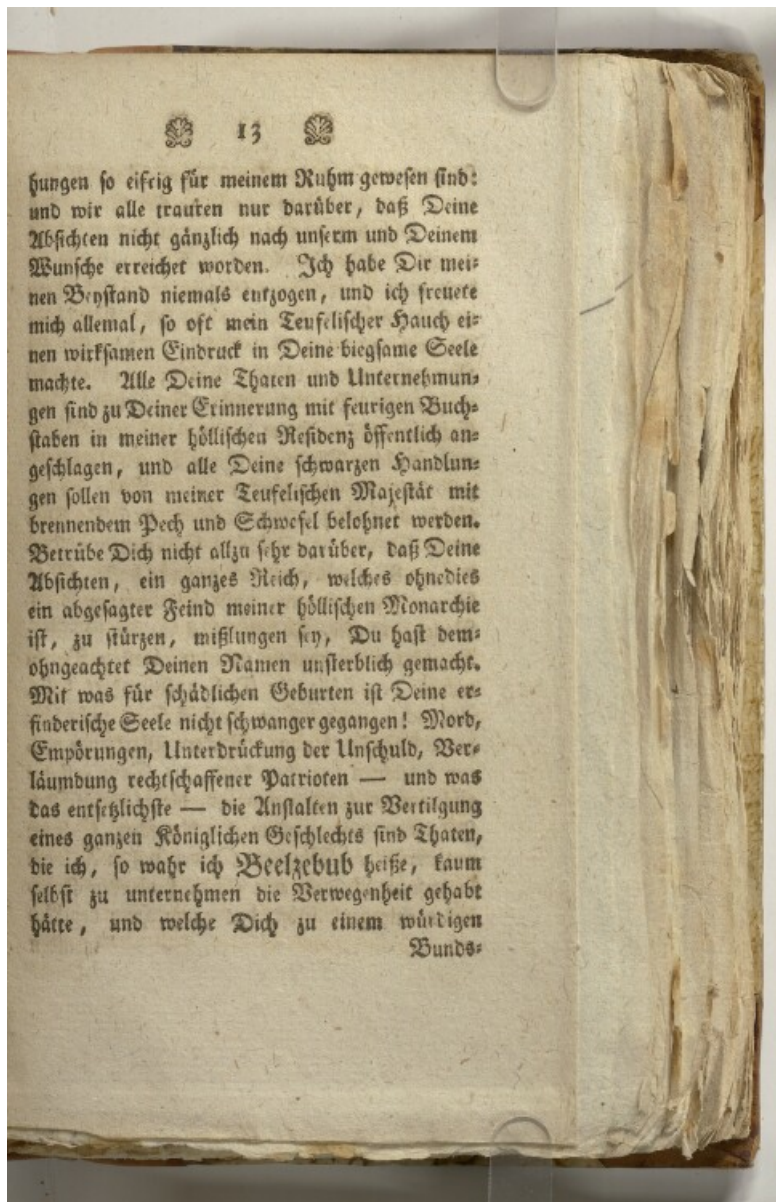 13
hungen so eifrig für meinem Ruhm gewesen sind:
und wir alle trauren nur darüber, daß Deine
Absichten nicht gänzlich nach unserm und Deinem
Wunsche erreichet worden. Ich habe Dir mei-
nen Beystand niemals entzogen, und ich freuete
mich allemal, so oft mein Teufelischer Hauch ei-
nen wirksamen Eindruck in Deine biegsame Seele
machte. Alle Deine Thaten und Unternehmun-
gen sind zu Deiner Erinnerung mit feurigen Buch-
staben in meiner höllischen Residenz öffentlich an-
geschlagen, und alle Deine schwarzen Handlun-
gen sollen von meiner Teufelischen Majestät mit
brennendem Pech und Schwefel belohnet werden.
Betrübe Dich nicht allzu sehr darüber, daß Deine
Absichten, ein ganzes Reich, welches ohnedies
ein abgesagter Feind meiner höllischen Monarchie
ist, zu stürzen, mißlungen sey, Du hast dem-
ohngeachtet Deinen Namen unsterblich gemacht.
Mit was für schädlichen Geburten ist Deine er-
finderische Seele nicht schwanger gegangen! Mord,
Empörungen, Unterdrückung der Unschuld, Ver-
läumdung rechtschaffener Patrioten — und was
das entsetzlichste — die Anstalten zur Vertilgung
eines ganzen Königlichen Geschlechts sind Thaten,
die ich, so wahr ich Beelzebub heiße, kaum
selbst zu unternehmen die Verwegenheit gehabt
hätte, und welche Dich zu einem würdigen
Bunds-